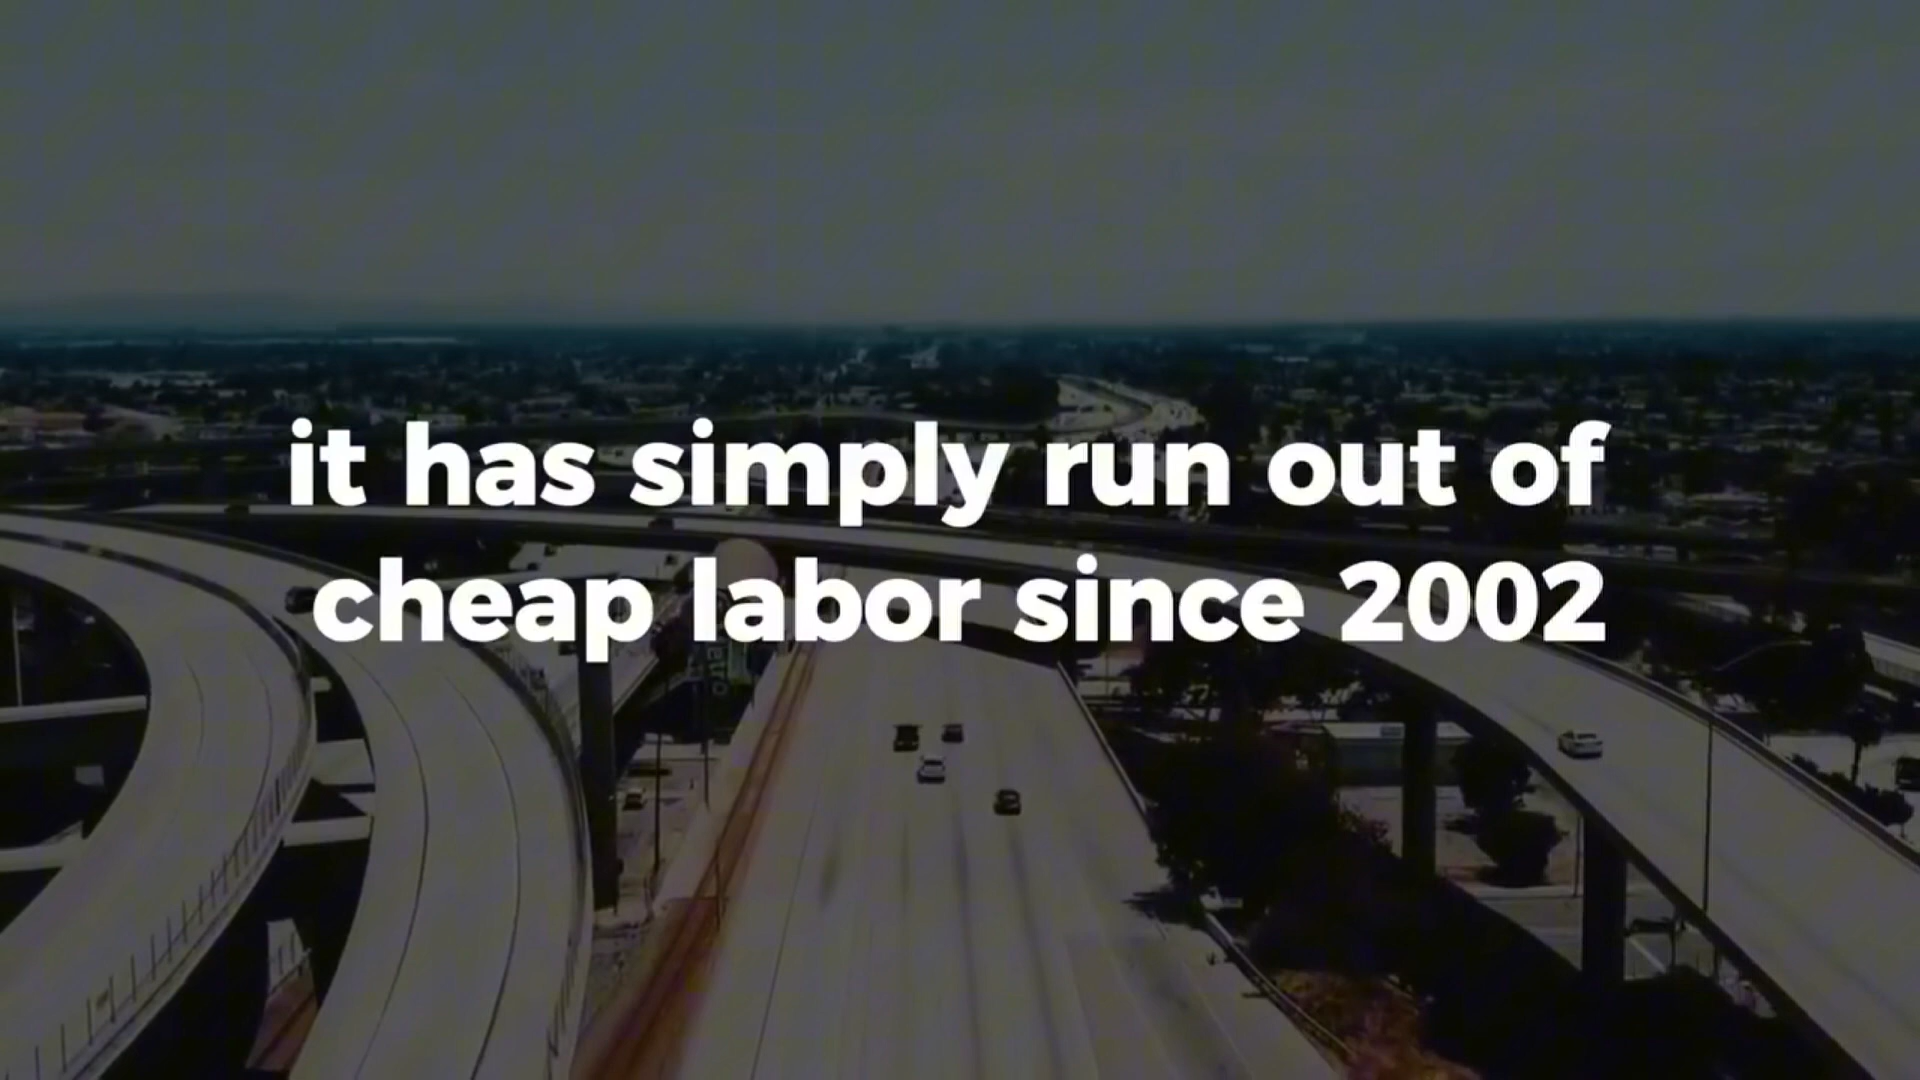 it has simply run out of
cheap labor since 2002